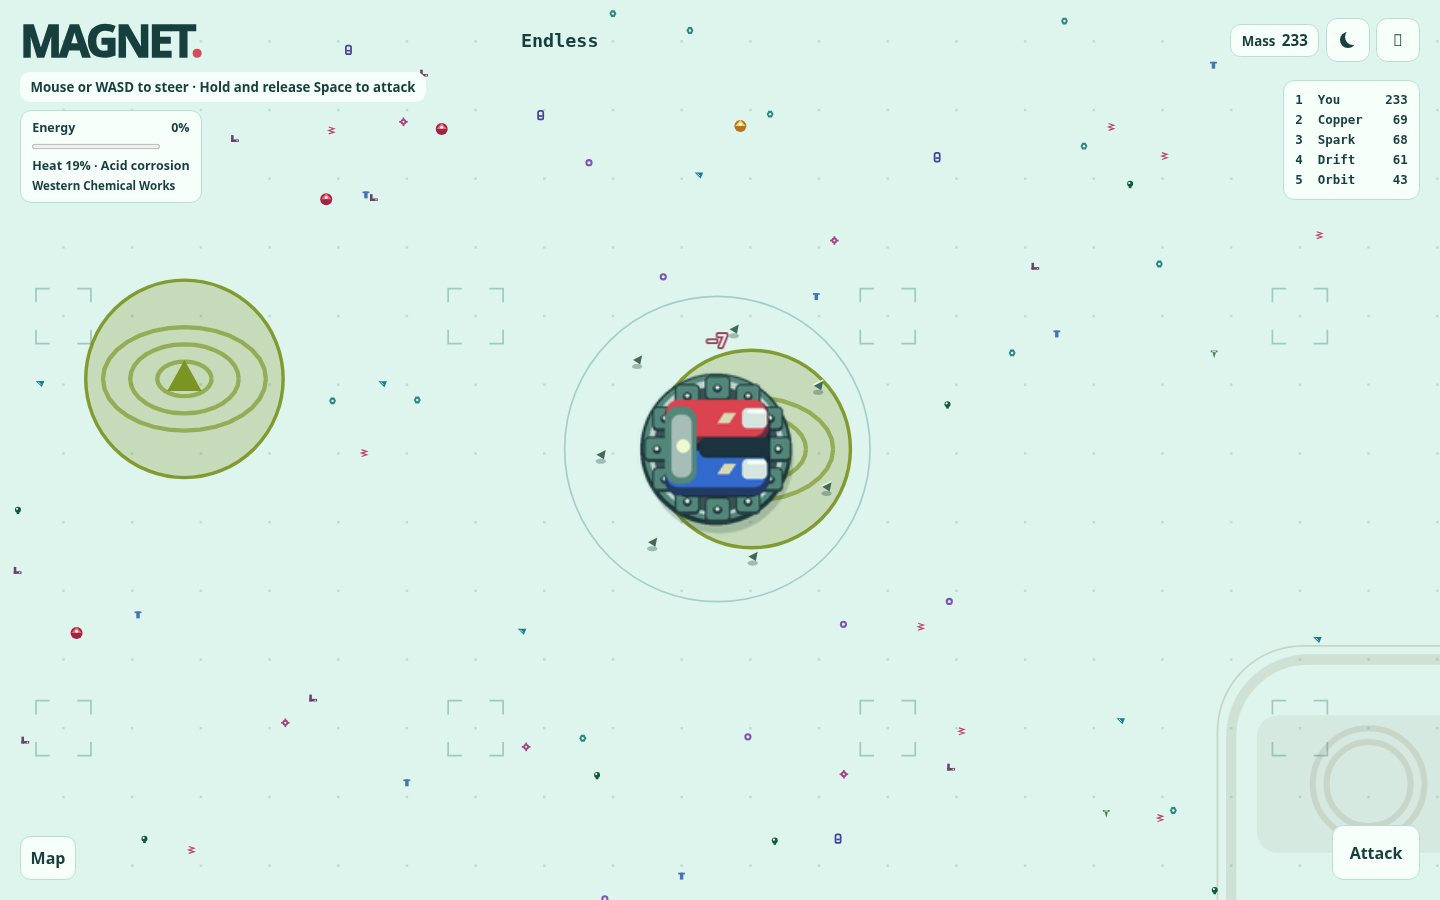 MAGNET.
Endless
Mass 233
Mouse or WASD to steer · Hold and release Space to attack
Energy 0%
Heat 19% · Acid corrosion
Western Chemical Works
1 You 233
2 Copper 69
3 Spark 68
4 Drift 61
5 Orbit 43
-7
Map
Attack